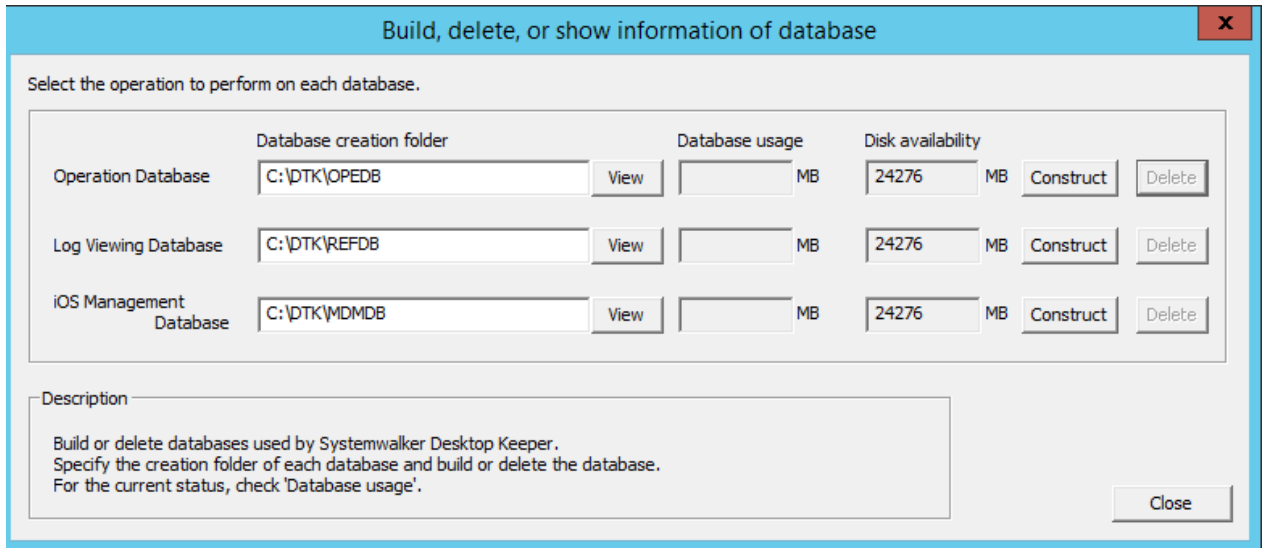 Build, delete, or show information of database
x
Select the operation to perform on each database.
Database creation folder Database usage Disk availability
Operation Database C:\DTK\OPEDB View MB 24276 MB Construct Delete
Log Viewing Database C:\DTK\REFDB View MB 24276 MB Construct Delete
iOS Management
Database C:\DTK\MDMDB View MB 24276 MB Construct Delete
Description
Build or delete databases used by Systemwalker Desktop Keeper.
Specify the creation folder of each database and build or delete the database.
For the current status, check 'Database usage'.
Close